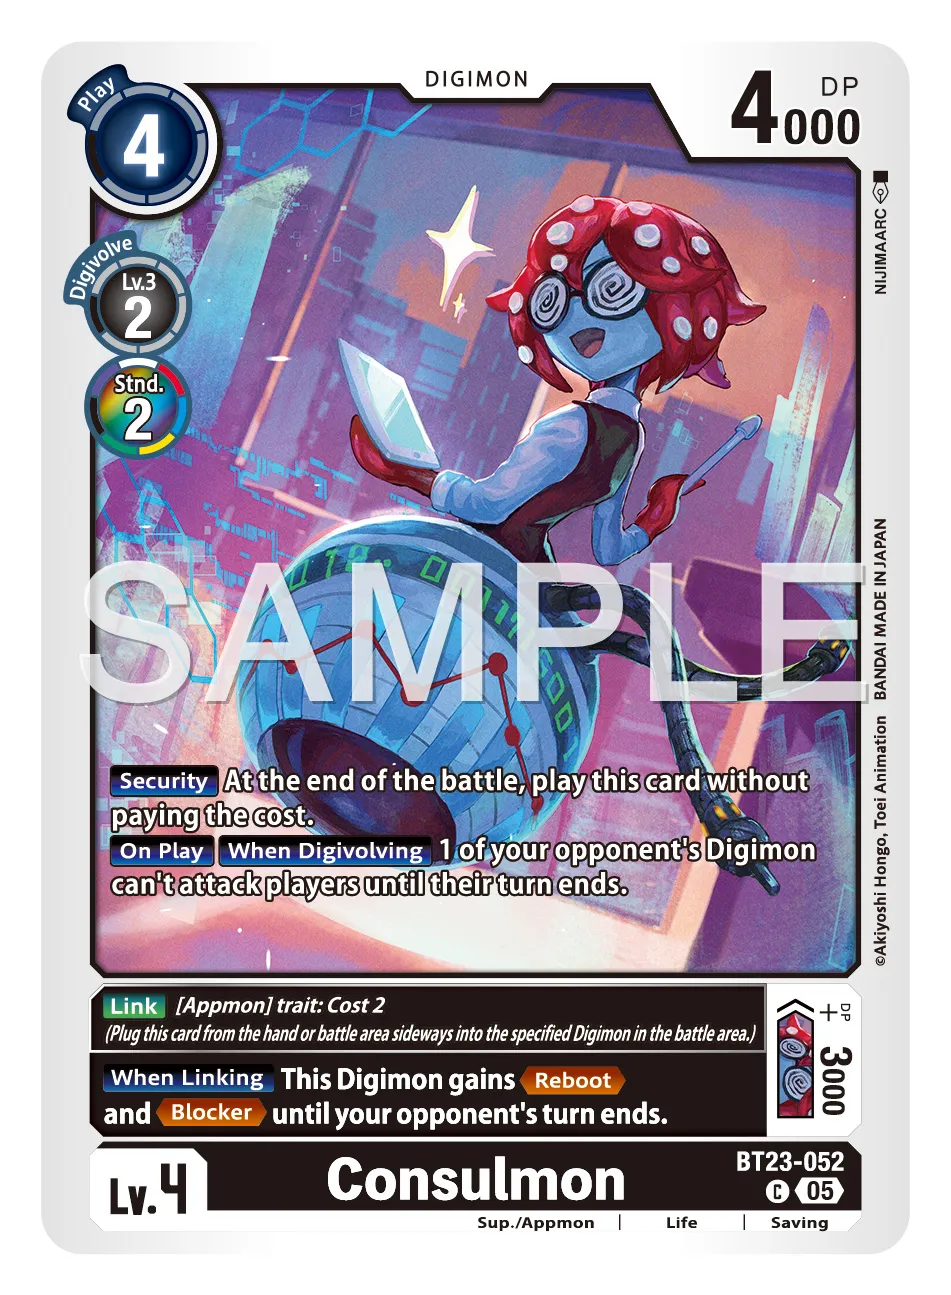 DIGIMON
Play
4
DP
4000
Digivolve
Lv.3
2
Stnd.
2
NIJIMAARC
BANDAI MADE IN JAPAN
©Akiyoshi Hongo, Toei Animation
SAMPLE
Security At the end of the battle, play this card without
paying the cost.
On Play When Digivolving 1 of your opponent's Digimon
can't attack players until their turn ends.
Link [Appmon] trait: Cost 2
(Plug this card from the hand or battle area sideways into the specified Digimon in the battle area.)
When Linking This Digimon gains Reboot
and Blocker until your opponent's turn ends.
DP
+3000
Lv.4
Consulmon
BT23-052
C 05
Sup./Appmon | Life | Saving